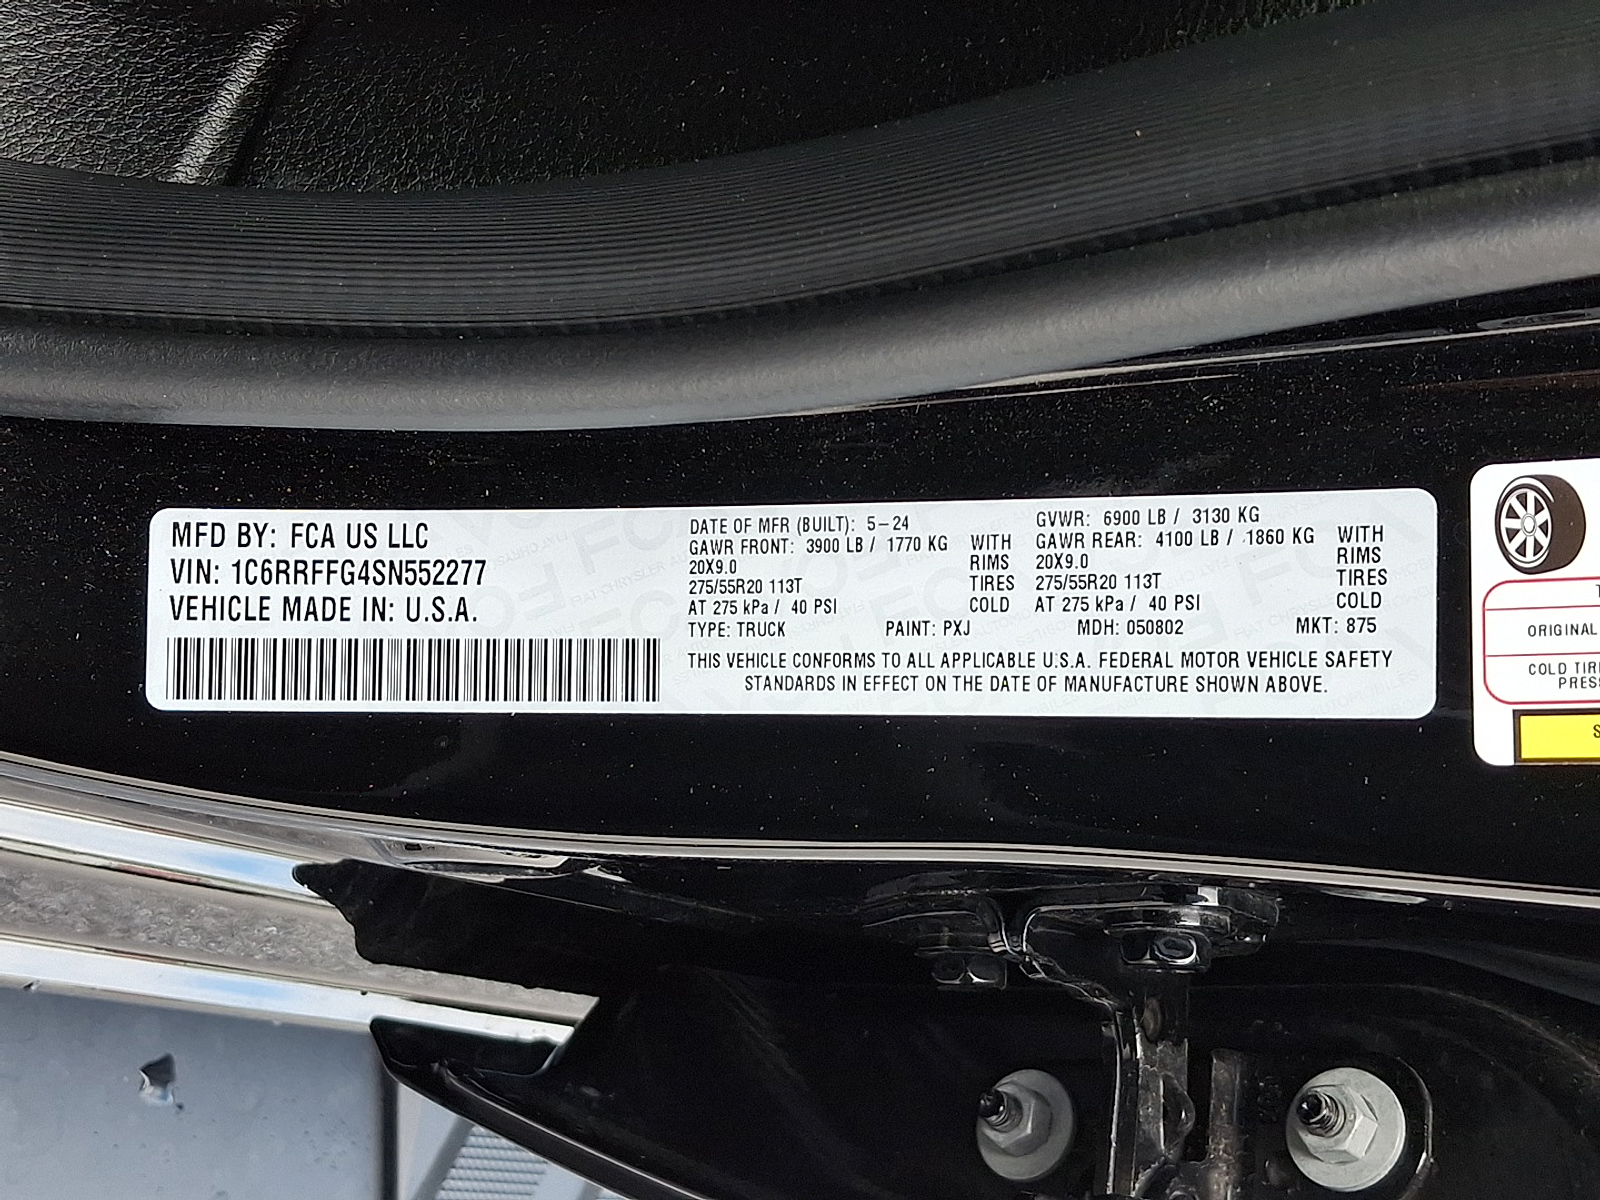 MFD BY: FCA US LLC
VIN: 1C6RRFFG4SN552277
VEHICLE MADE IN: U.S.A.
DATE OF MFR (BUILT): 5-24
GAWR FRONT: 3900 LB / 1770 KG WITH
20X9.0 RIMS
275/55R20 113T TIRES
AT 275 kPa / 40 PSI COLD
GVWR: 6900 LB / 3130 KG
GAWR REAR: 4100 LB / 1860 KG WITH
20X9.0 RIMS
275/55R20 113T TIRES
AT 275 kPa / 40 PSI COLD
TYPE: TRUCK PAINT: PXJ MDH: 050802 MKT: 875
THIS VEHICLE CONFORMS TO ALL APPLICABLE U.S.A. FEDERAL MOTOR VEHICLE SAFETY
STANDARDS IN EFFECT ON THE DATE OF MANUFACTURE SHOWN ABOVE.
ORIGINAL
COLD